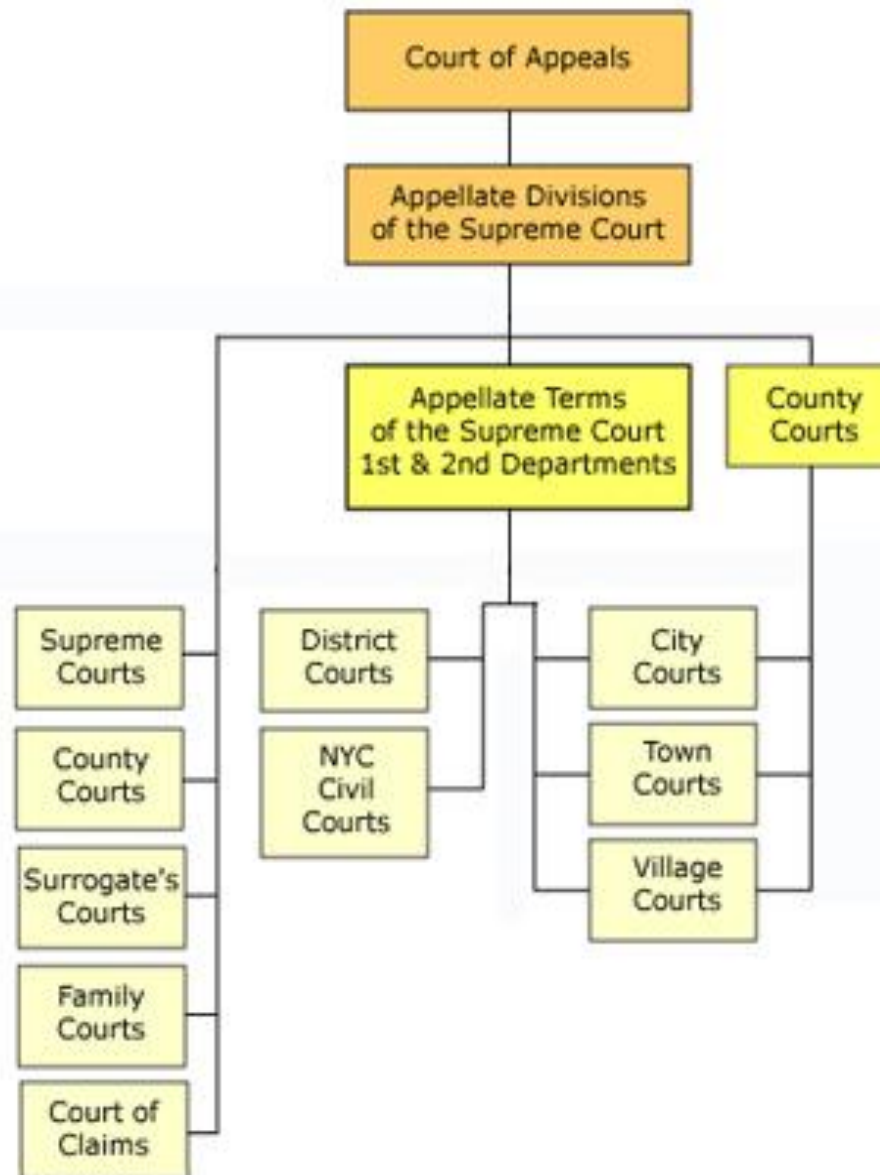 Court of Appeals
Appellate Divisions
of the Supreme Court
Appellate Terms
of the Supreme Court
1st & 2nd Departments
County
Courts
Supreme
Courts
County
Courts
Surrogate's
Courts
Family
Courts
Court of
Claims
District
Courts
NYC
Civil
Courts
City
Courts
Town
Courts
Village
Courts